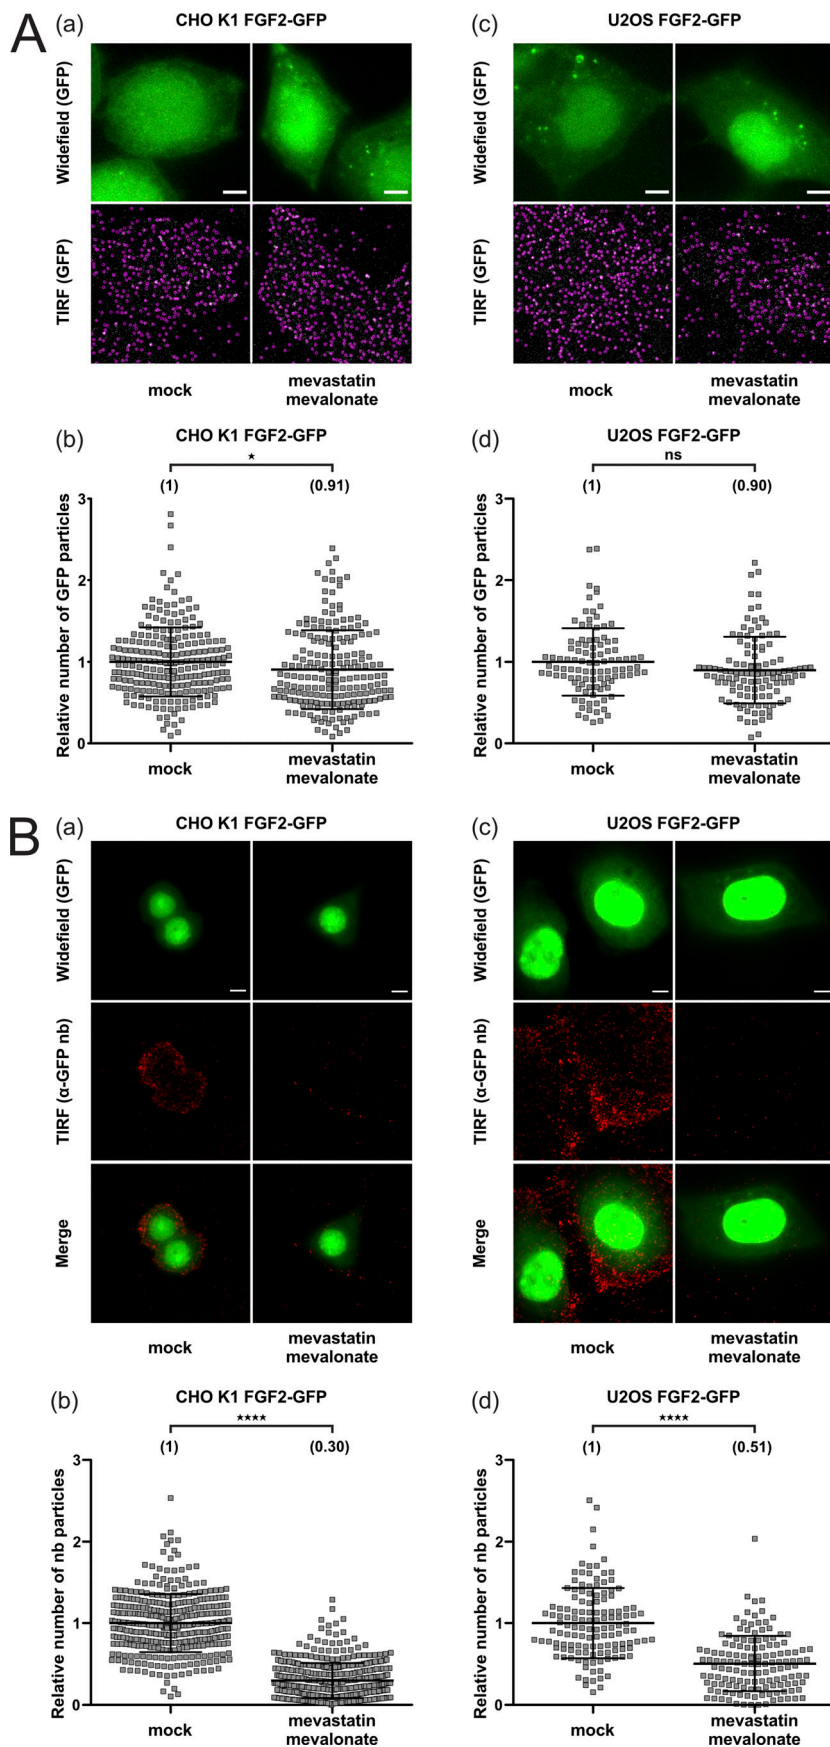 A
(a)
CHO K1 FGF2-GFP
Widefield (GFP)
TIRF (GFP)
mock
mevastatin
mevalonate
(c)
U2OS FGF2-GFP
Widefield (GFP)
TIRF (GFP)
mock
mevastatin
mevalonate
(b)
CHO K1 FGF2-GFP
★
(1)
(0.91)
Relative number of GFP particles
3
2
1
0
mock
mevastatin
mevalonate
(d)
U2OS FGF2-GFP
ns
(1)
(0.90)
Relative number of GFP particles
3
2
1
0
mock
mevastatin
mevalonate
B
(a)
CHO K1 FGF2-GFP
Widefield (GFP)
TIRF (α-GFP nb)
Merge
mock
mevastatin
mevalonate
(c)
U2OS FGF2-GFP
Widefield (GFP)
TIRF (α-GFP nb)
Merge
mock
mevastatin
mevalonate
(b)
CHO K1 FGF2-GFP
★★★★
(1)
(0.30)
Relative number of nb particles
3
2
1
0
mock
mevastatin
mevalonate
(d)
U2OS FGF2-GFP
★★★★
(1)
(0.51)
Relative number of nb particles
3
2
1
0
mock
mevastatin
mevalonate